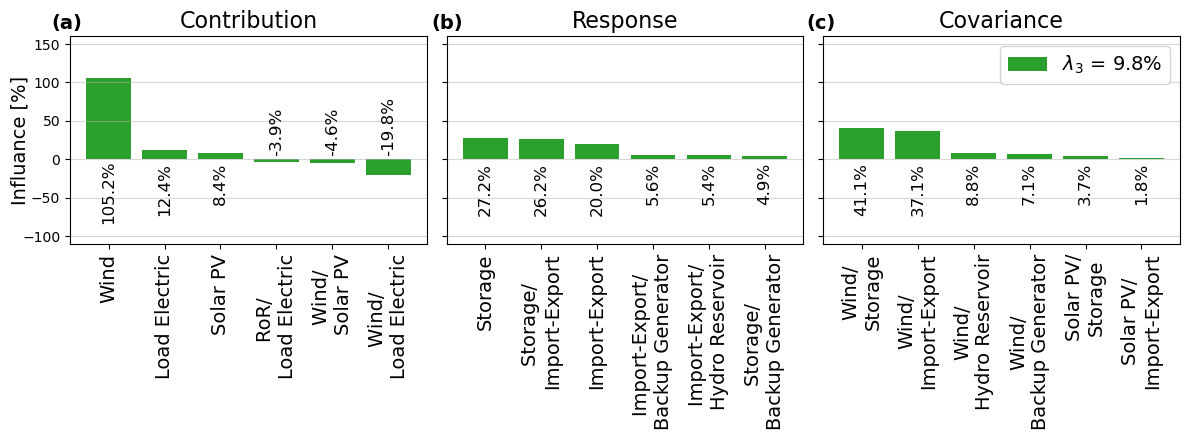 (a)
Contribution
(b)
Response
(c)
Covariance
Influance [%]
150
100
50
0
−50
−100
105.2%
12.4%
8.4%
-3.9%
-4.6%
-19.8%
Wind
Load Electric
Solar PV
RoR/
Load Electric
Wind/
Solar PV
Wind/
Load Electric
27.2%
26.2%
20.0%
5.6%
5.4%
4.9%
Storage
Storage/
Import-Export
Import-Export
Import-Export/
Backup Generator
Import-Export/
Hydro Reservoir
Storage/
Backup Generator
λ₃ = 9.8%
41.1%
37.1%
8.8%
7.1%
3.7%
1.8%
Wind/
Storage
Wind/
Import-Export
Wind/
Hydro Reservoir
Wind/
Backup Generator
Solar PV/
Storage
Solar PV/
Import-Export